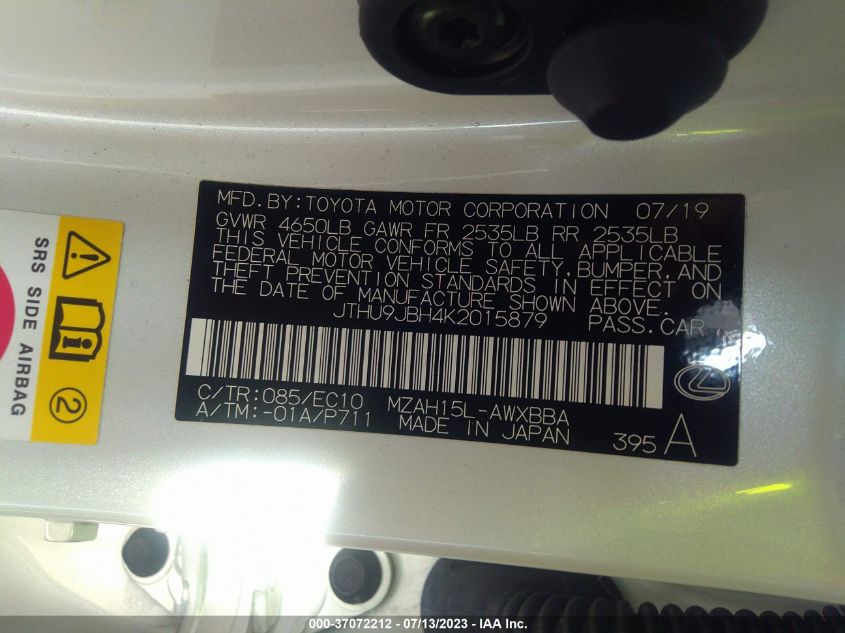 MFD.BY:TOYOTA MOTOR CORPORATION 07/19
GVWR 4650LB GAWR FR 2535LB RR 2535LB
THIS VEHICLE CONFORMS TO ALL APPLICABLE
FEDERAL MOTOR VEHICLE SAFETY,BUMPER,AND
THEFT PREVENTION STANDARDS IN EFFECT ON
THE DATE OF MANUFACTURE SHOWN ABOVE.
JTHU9JBH4K2015879 PASS.CAR
C/TR:085/EC10 MZAH15L-AWXBBA
A/TM:-01A/P711 MADE IN JAPAN 395 A
SRS SIDE AIRBAG
2
000-37072212 - 07/13/2023 - IAA Inc.